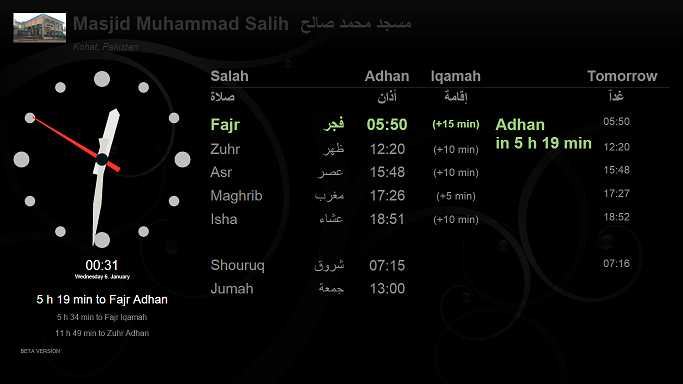 Masjid Muhammad Salih مسجد محمد صالح
Kohat, Pakistan
Salah Adhan Iqamah Tomorrow
صلاة أذان إقامة غداً
Fajr فجر 05:50 (+15 min) Adhan 05:50
in 5 h 19 min
Zuhr ظهر 12:20 (+10 min) 12:20
Asr عصر 15:48 (+10 min) 15:48
Maghrib مغرب 17:26 (+5 min) 17:27
Isha عشاء 18:51 (+10 min) 18:52
Shouruq شروق 07:15 07:16
Jumah جمعة 13:00
00:31
Wednesday 6. January
5 h 19 min to Fajr Adhan
5 h 34 min to Fajr Iqamah
11 h 49 min to Zuhr Adhan
BETA VERSION